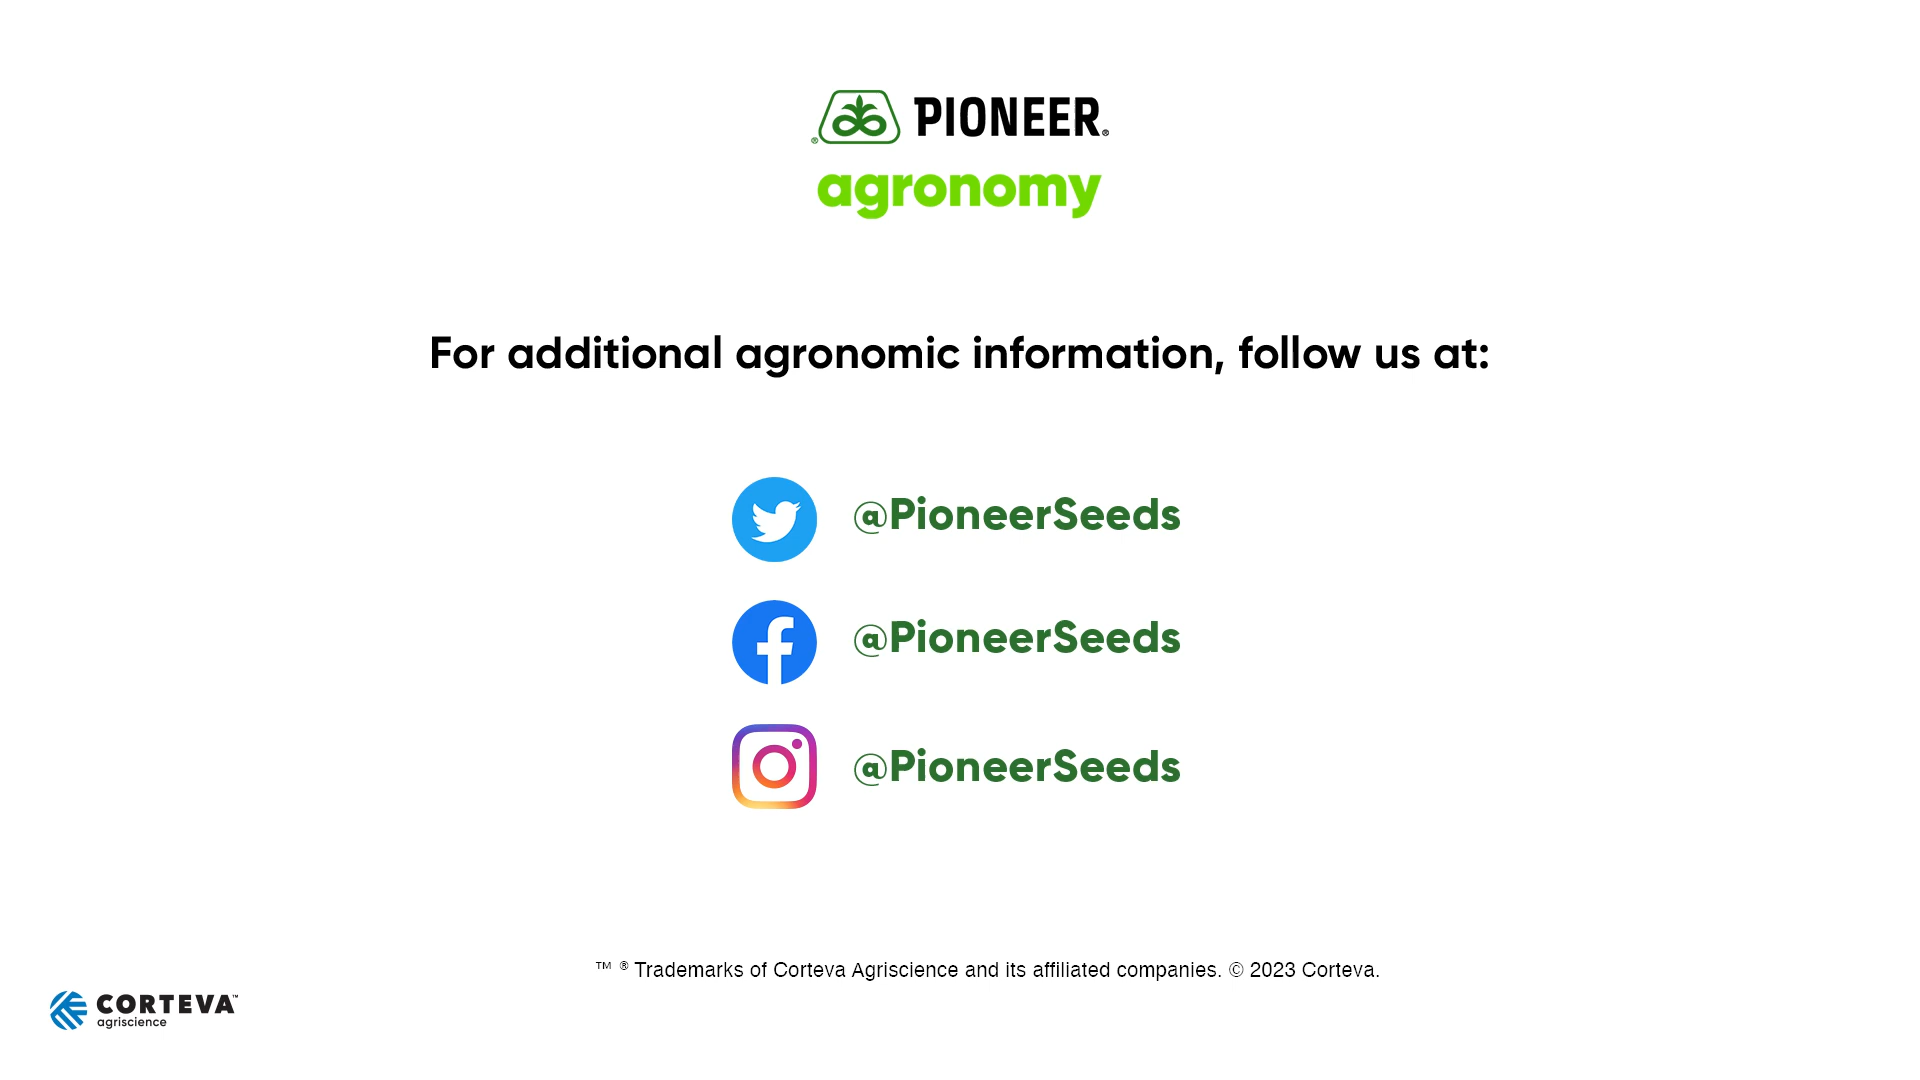 PIONEER®
agronomy
For additional agronomic information, follow us at:
@PioneerSeeds
@PioneerSeeds
@PioneerSeeds
™ ® Trademarks of Corteva Agriscience and its affiliated companies. © 2023 Corteva.
CORTEVA™
agriscience